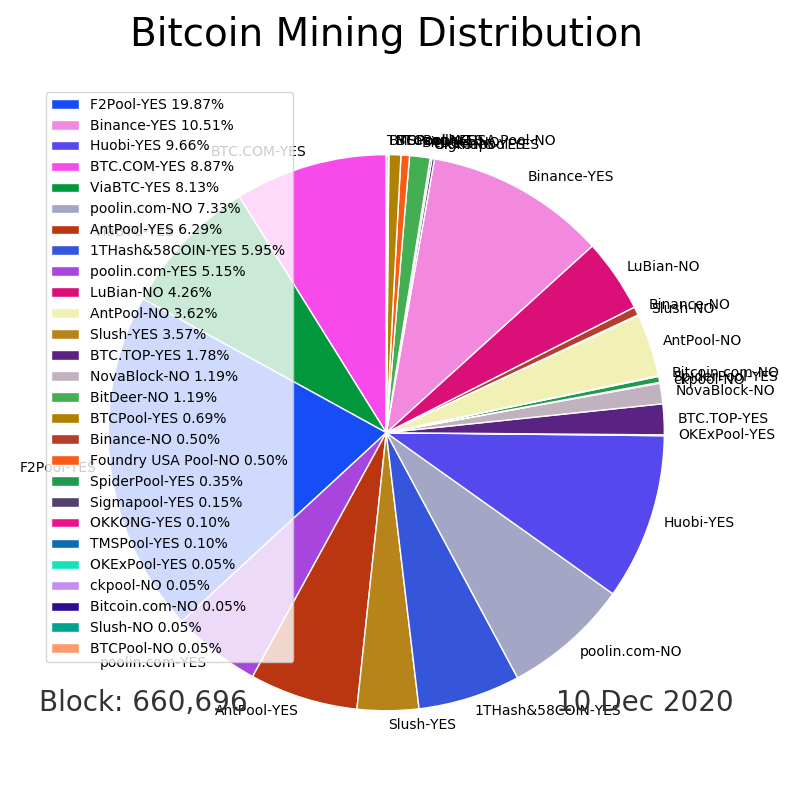 Bitcoin Mining Distribution
F2Pool-YES 19.87%
Binance-YES 10.51%
Huobi-YES 9.66%
BTC.COM-YES 8.87%
ViaBTC-YES 8.13%
poolin.com-NO 7.33%
AntPool-YES 6.29%
1THash&58COIN-YES 5.95%
poolin.com-YES 5.15%
LuBian-NO 4.26%
AntPool-NO 3.62%
Slush-YES 3.57%
BTC.TOP-YES 1.78%
NovaBlock-NO 1.19%
BitDeer-NO 1.19%
BTCPool-YES 0.69%
Binance-NO 0.50%
Foundry USA Pool-NO 0.50%
SpiderPool-YES 0.35%
Sigmapool-YES 0.15%
OKKONG-YES 0.10%
TMSPool-YES 0.10%
OKExPool-YES 0.05%
ckpool-NO 0.05%
Bitcoin.com-NO 0.05%
Slush-NO 0.05%
BTCPool-NO 0.05%
BTC.COM-YES
F2Pool-YES
poolin.com-YES
AntPool-YES
Slush-YES
1THash&58COIN-YES
poolin.com-NO
Huobi-YES
OKExPool-YES
BTC.TOP-YES
NovaBlock-NO
ckpool-NO
SpiderPool-YES
Bitcoin.com-NO
AntPool-NO
Slush-NO
Binance-NO
LuBian-NO
Binance-YES
Block: 660,696
10 Dec 2020